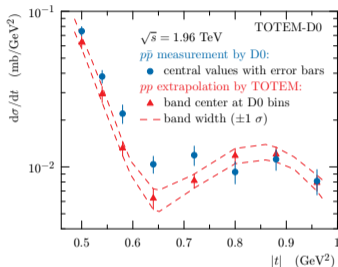 TOTEM-D0
√s = 1.96 TeV
pp̄ measurement by D0:
central values with error bars
pp extrapolation by TOTEM:
band center at D0 bins
band width (±1 σ)
dσ/dt (mb/GeV²)
10⁻¹
10⁻²
0.5 0.6 0.7 0.8 0.9 1
|t| (GeV²)